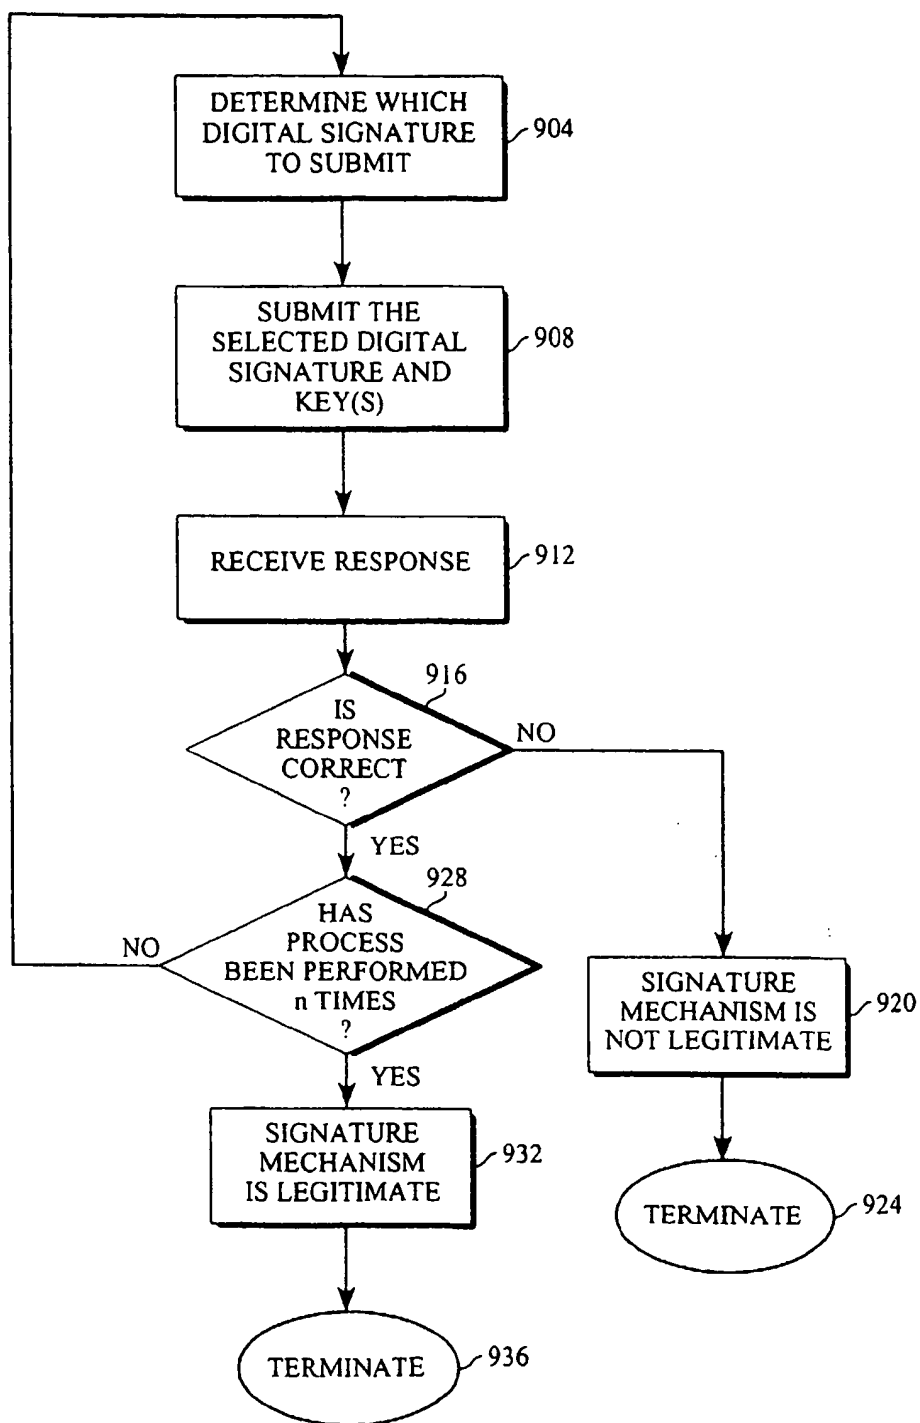 DETERMINE WHICH
DIGITAL SIGNATURE
TO SUBMIT
904
SUBMIT THE
SELECTED DIGITAL
SIGNATURE AND
KEY(S)
908
RECEIVE RESPONSE
912
916
IS
RESPONSE
CORRECT
?
NO
YES
928
HAS
PROCESS
BEEN PERFORMED
n TIMES
?
NO
YES
SIGNATURE
MECHANISM IS
NOT LEGITIMATE
920
SIGNATURE
MECHANISM
IS LEGITIMATE
932
TERMINATE
924
TERMINATE
936